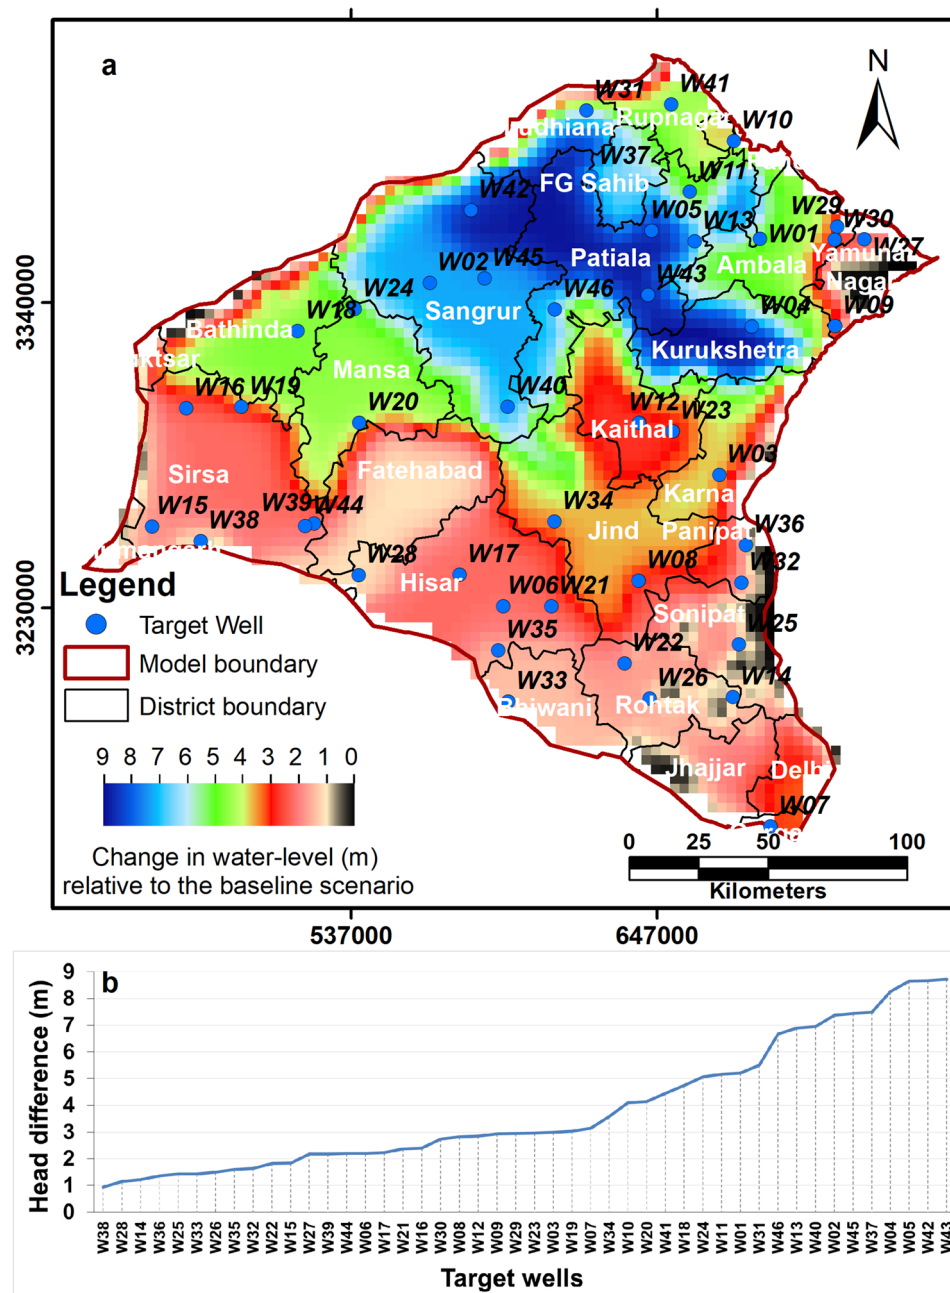 a
N
W31
W41
Rupnagar
W10
udhiana
W37
W11
FG Sahib
W42
W05
W13
W29
W30
W01
W27
Yamunan
Nagar
Patiala
Ambala
W02
W45
W43
W24
W46
W04
W09
Sangrur
W18
Bathinda
Kurukshetra
ktsar
Mansa
W16
W19
W40
W20
W12
W23
Kaithal
Sirsa
Fatehabad
W03
Karna
W15
W38
W39
W44
W34
Jind
Panipat
W36
W28
W17
Hisar
W08
W32
W06
W21
Sonipat
W35
W22
W25
W33
W26
W14
Bhiwani
Rohtak
Jhajjar
Delh
W07
3340000
3230000
Legend
Target Well
Model boundary
District boundary
9 8 7 6 5 4 3 2 1 0
Change in water-level (m)
relative to the baseline scenario
0 25 50 100
Kilometers
537000 647000
b
Head difference (m)
9
8
7
6
5
4
3
2
1
0
W38 W28 W14 W36 W25 W33 W26 W35 W32 W22 W15 W27 W39 W44 W06 W17 W21 W16 W30 W08 W12 W09 W29 W23 W03 W19 W07 W34 W10 W20 W41 W18 W24 W11 W01 W31 W46 W13 W40 W02 W45 W37 W04 W05 W42 W43
Target wells